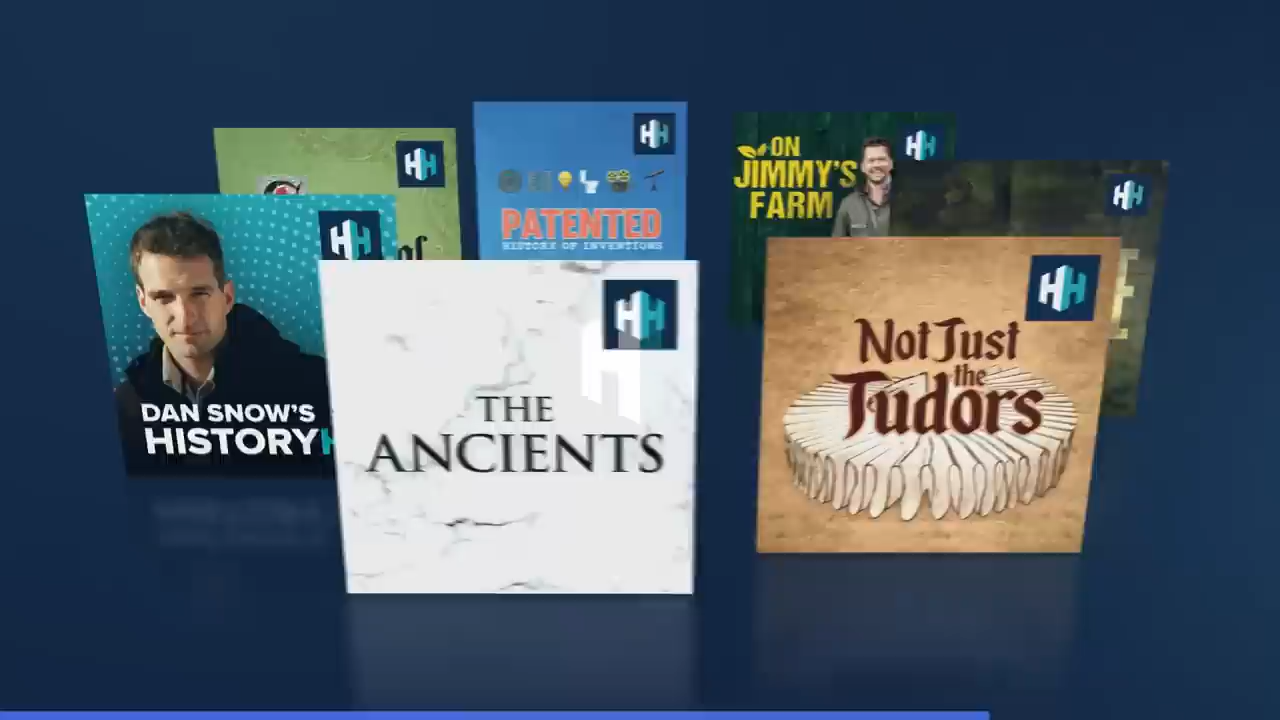 HH
of
HH
PATENTED
HISTORY OF INVENTIONS
ON
JIMMY'S
FARM
HH
HH
HH
DAN SNOW'S
HISTORYH
HH
THE
ANCIENTS
HH
Not Just
the
Tudors